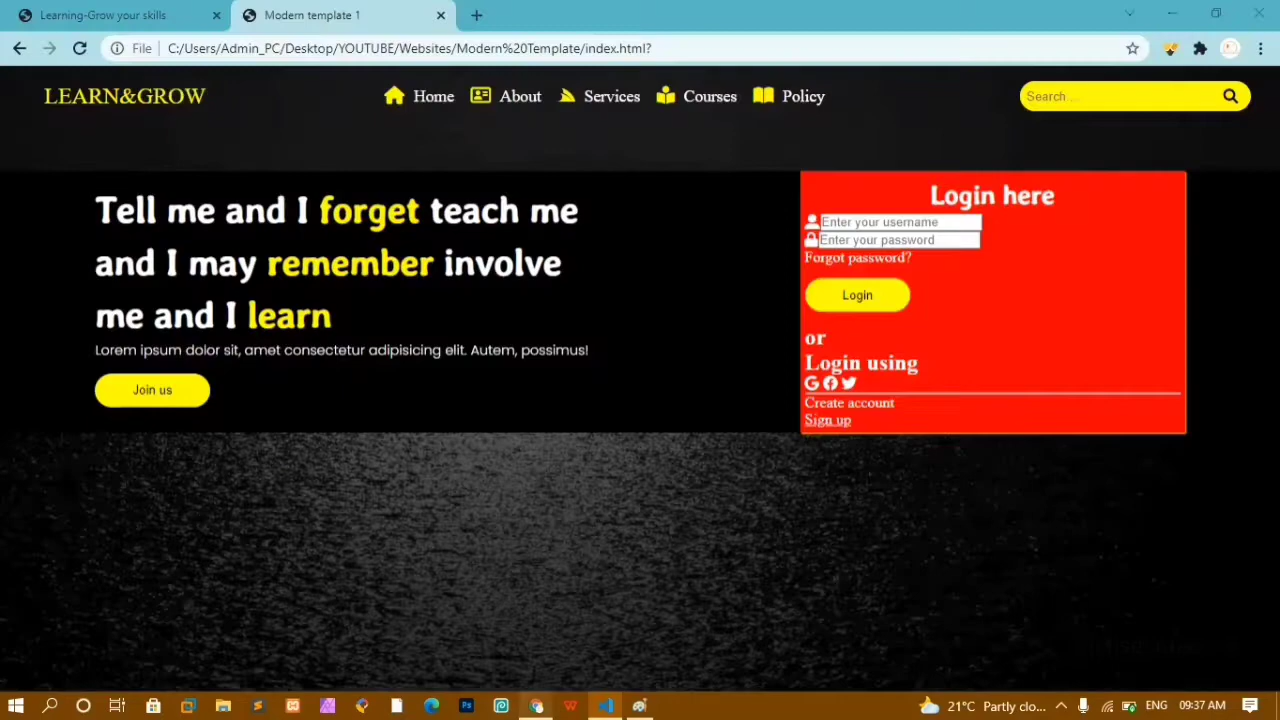 Learning-Grow your skills
Modern template 1
File
C:/Users/Admin_PC/Desktop/YOUTUBE/Websites/Modern%20Template/index.html?
LEARN&GROW
Home
About
Services
Courses
Policy
Search ...
Tell me and I forget teach me
and I may remember involve
me and I learn
Lorem ipsum dolor sit, amet consectetur adipisicing elit. Autem, possimus!
Join us
Login here
Enter your username
Enter your password
Forgot password?
Login
or
Login using
Create account
Sign up
21°C Partly clo...
ENG
09:37 AM